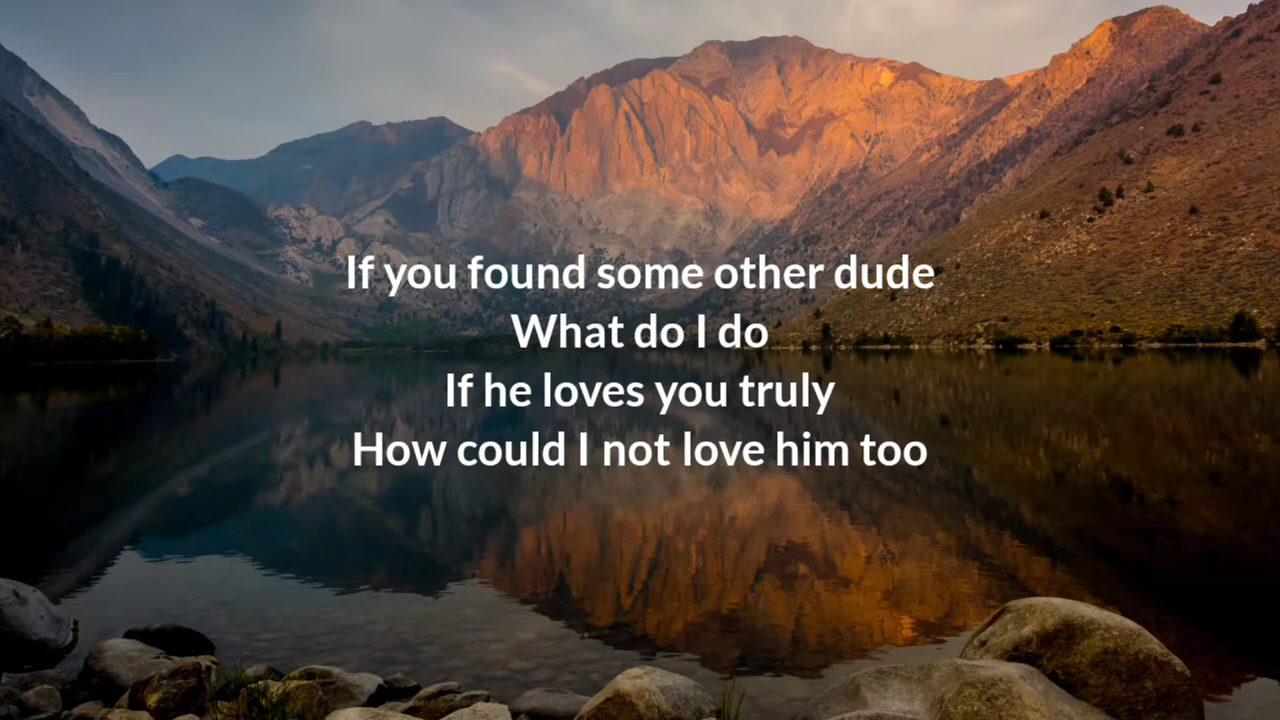 If you found some other dude
What do I do
If he loves you truly
How could I not love him too